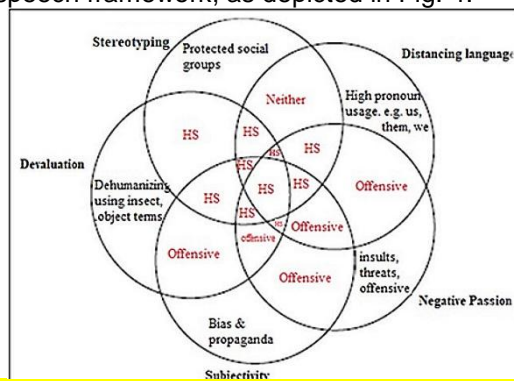 speech framework, as depicted in Fig. 4.
Stereotyping
Protected social
groups
Distancing language
Neither
High pronoun
usage. e.g. us,
them, we
HS
HS
HS
HS
HS
Devaluation
Dehumanizing
using insect,
object terms
HS
HS
HS
Offensive
HS
HS
Offensive
offensive
Offensive
Offensive
insults,
threats,
offensive
Negative Passion
Bias &
propaganda
Subjectivity